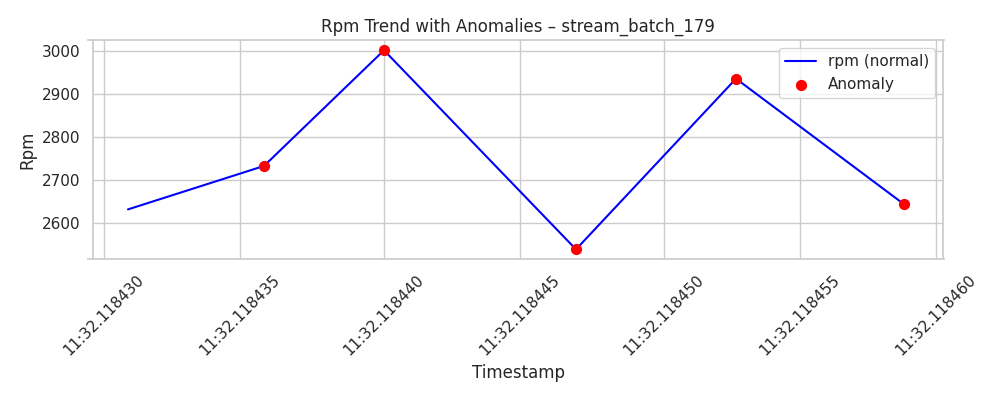 Rpm Trend with Anomalies – stream_batch_179
rpm (normal)
Anomaly
Rpm
3000
2900
2800
2700
2600
11:32.118430
11:32.118435
11:32.118440
11:32.118445
11:32.118450
11:32.118455
11:32.118460
Timestamp